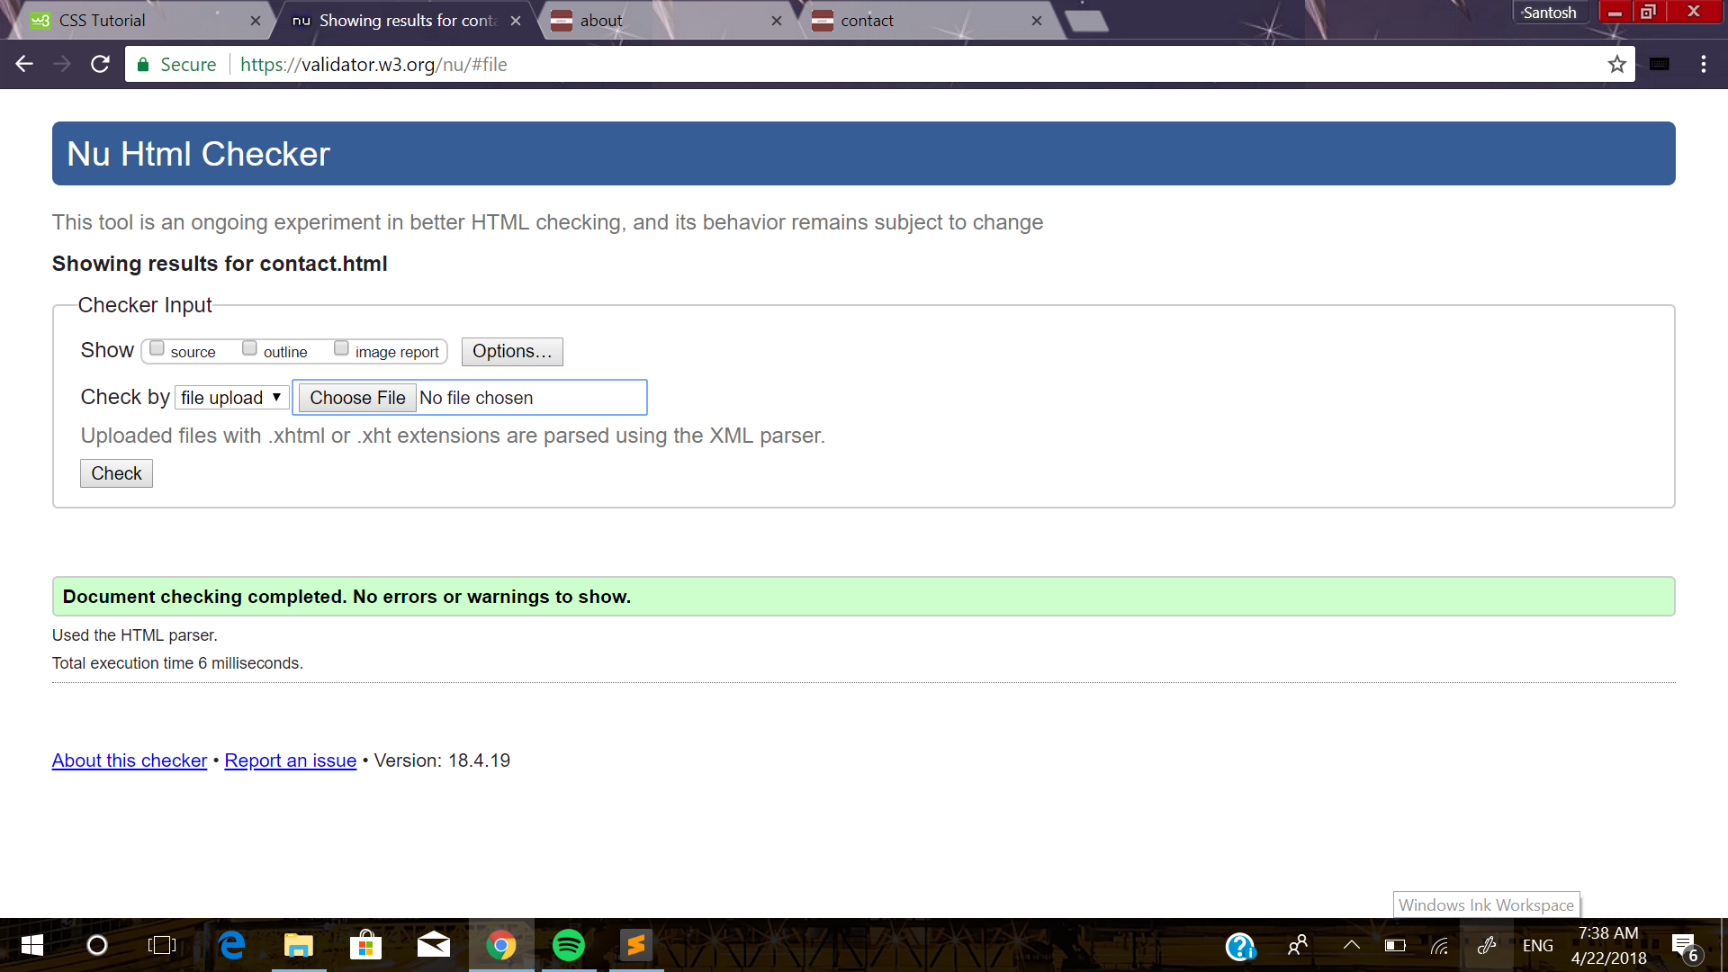 CSS Tutorial
Showing results for conta
about
contact
Santosh
Secure
https://validator.w3.org/nu/#file
Nu Html Checker
This tool is an ongoing experiment in better HTML checking, and its behavior remains subject to change
Showing results for contact.html
Checker Input
Show source outline image report Options...
Check by file upload Choose File No file chosen
Uploaded files with .xhtml or .xht extensions are parsed using the XML parser.
Check
Document checking completed. No errors or warnings to show.
Used the HTML parser.
Total execution time 6 milliseconds.
About this checker • Report an issue • Version: 18.4.19
Windows Ink Workspace
ENG
7:38 AM
4/22/2018
6